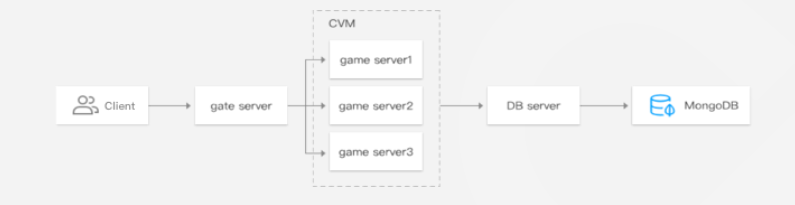 CVM
game server1
Client
gate server
game server2
DB server
MongoDB
game server3